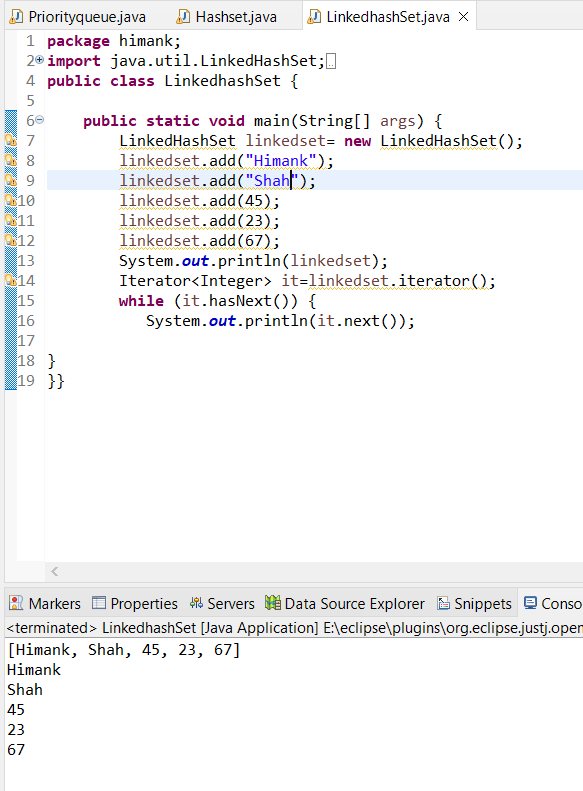 Priorityqueue.java Hashset.java LinkedhashSet.java
1 package himank;
2 import java.util.LinkedHashSet;
4 public class LinkedhashSet {
5
6 public static void main(String[] args) {
7 LinkedHashSet linkedset= new LinkedHashSet();
8 linkedset.add("Himank");
9 linkedset.add("Shah");
10 linkedset.add(45);
11 linkedset.add(23);
12 linkedset.add(67);
13 System.out.println(linkedset);
14 Iterator<Integer> it=linkedset.iterator();
15 while (it.hasNext()) {
16 System.out.println(it.next());
17
18 }
19 }}
Markers Properties Servers Data Source Explorer Snippets Conso
<terminated> LinkedhashSet [Java Application] E:\eclipse\plugins\org.eclipse.justj.open
[Himank, Shah, 45, 23, 67]
Himank
Shah
45
23
67